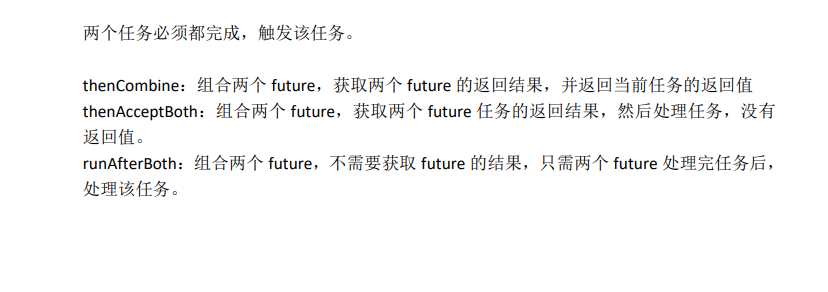 两个任务必须都完成，触发该任务。
thenCombine：组合两个 future，获取两个 future 的返回结果，并返回当前任务的返回值
thenAcceptBoth：组合两个 future，获取两个 future 任务的返回结果，然后处理任务，没有
返回值。
runAfterBoth：组合两个 future，不需要获取 future 的结果，只需两个 future 处理完任务后，
处理该任务。